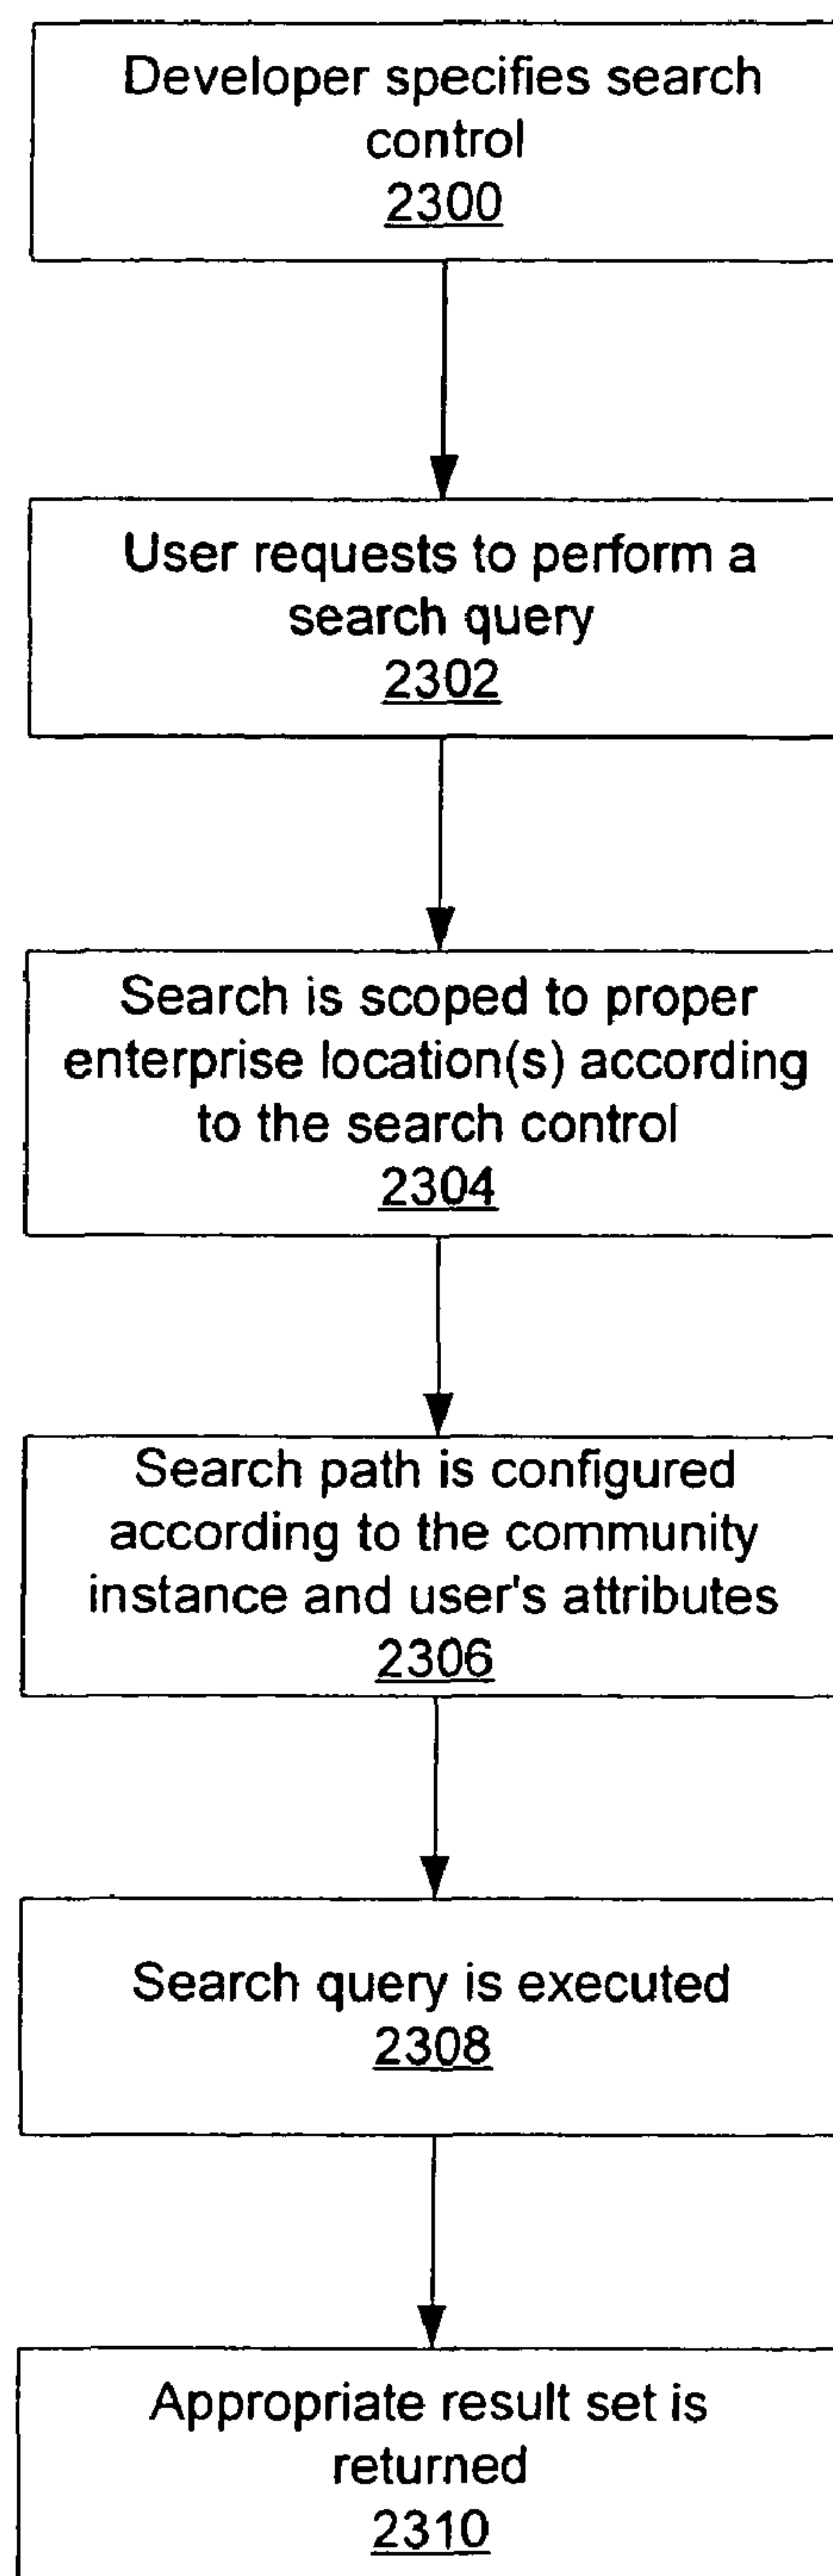 Developer specifies search
control
2300
User requests to perform a
search query
2302
Search is scoped to proper
enterprise location(s) according
to the search control
2304
Search path is configured
according to the community
instance and user's attributes
2306
Search query is executed
2308
Appropriate result set is
returned
2310